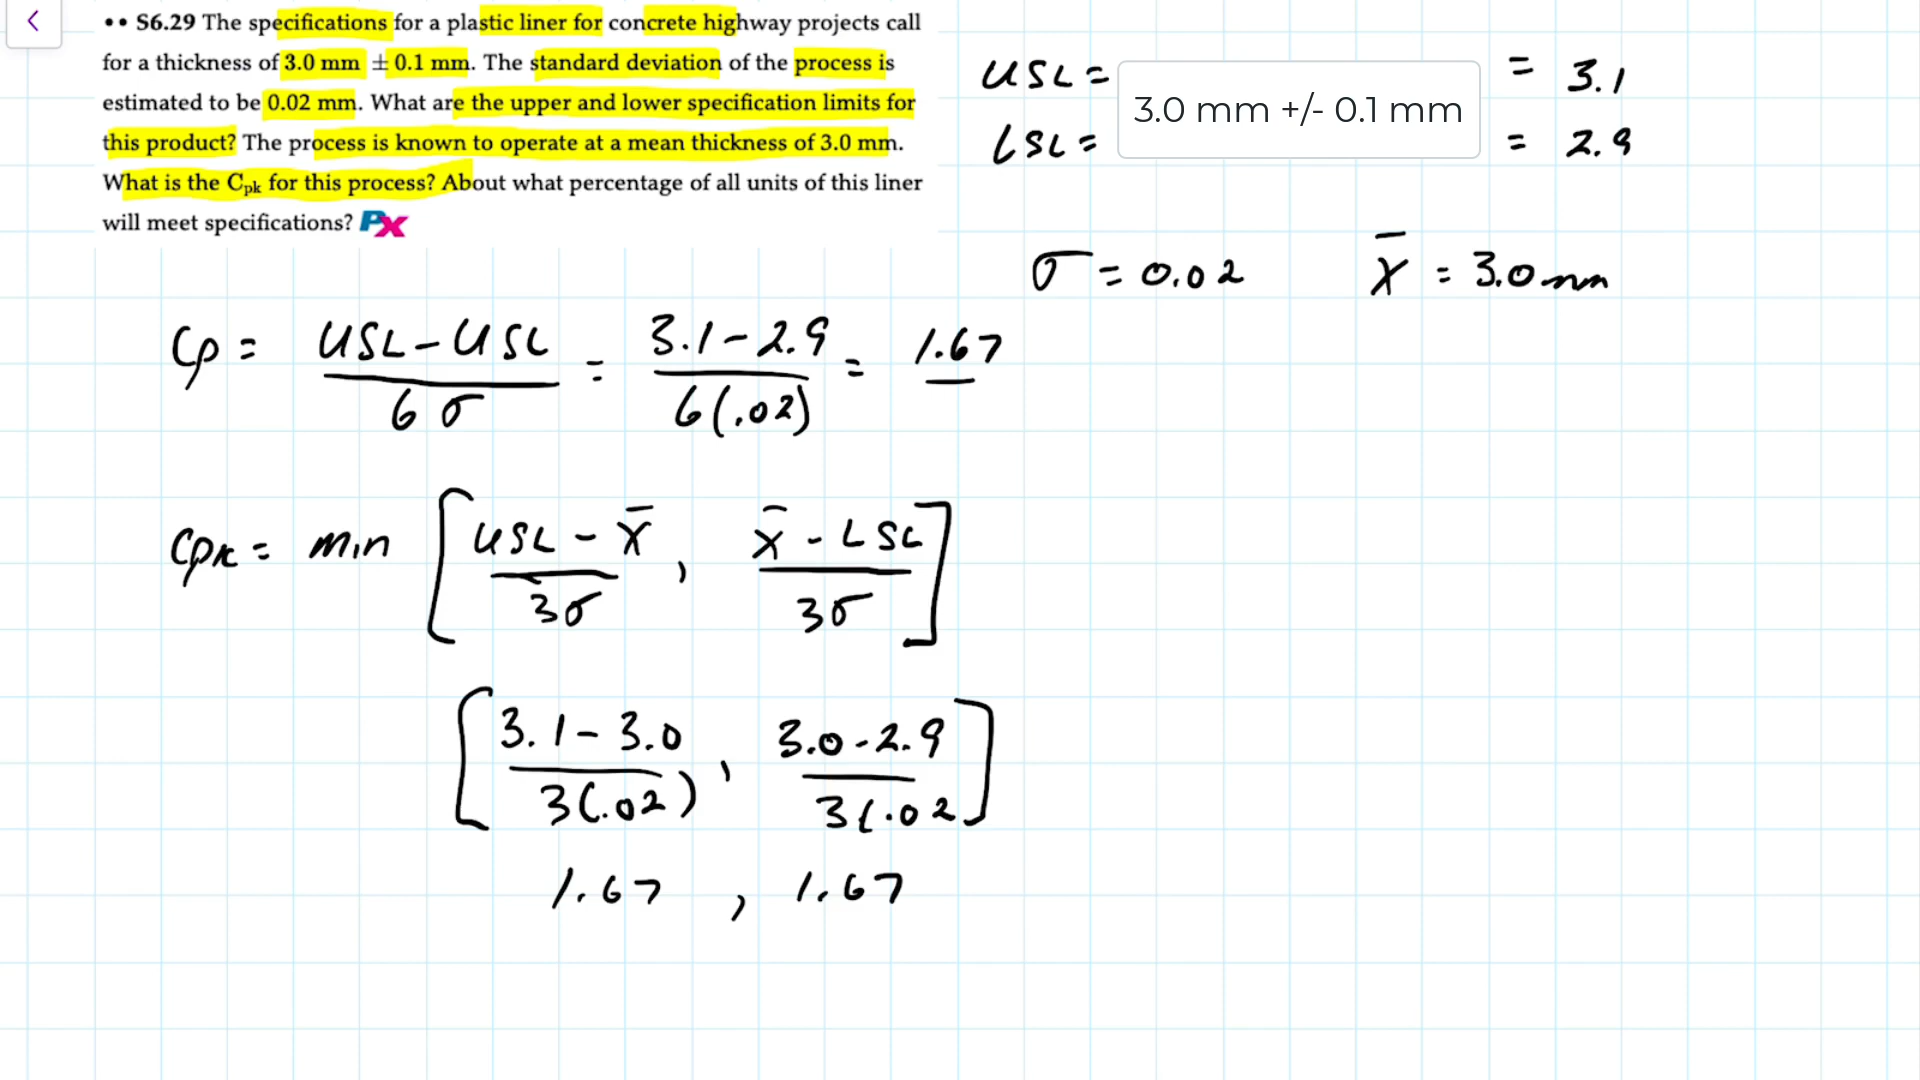 •• S6.29 The specifications for a plastic liner for concrete highway projects call
for a thickness of 3.0 mm ± 0.1 mm. The standard deviation of the process is
estimated to be 0.02 mm. What are the upper and lower specification limits for
this product? The process is known to operate at a mean thickness of 3.0 mm.
What is the Cpk for this process? About what percentage of all units of this liner
will meet specifications? PX
USL = = 3.1
3.0 mm +/- 0.1 mm
LSL = = 2.9
σ = 0.02 x̄ = 3.0 mm
Cp = USL - USL / 6σ = 3.1 - 2.9 / 6(.02) = 1.67
Cpk = min [ USL - x̄ / 3σ , x̄ - LSL / 3σ ]
[ 3.1 - 3.0 / 3(.02) , 3.0 - 2.9 / 3(.02 ]
1.67 , 1.67